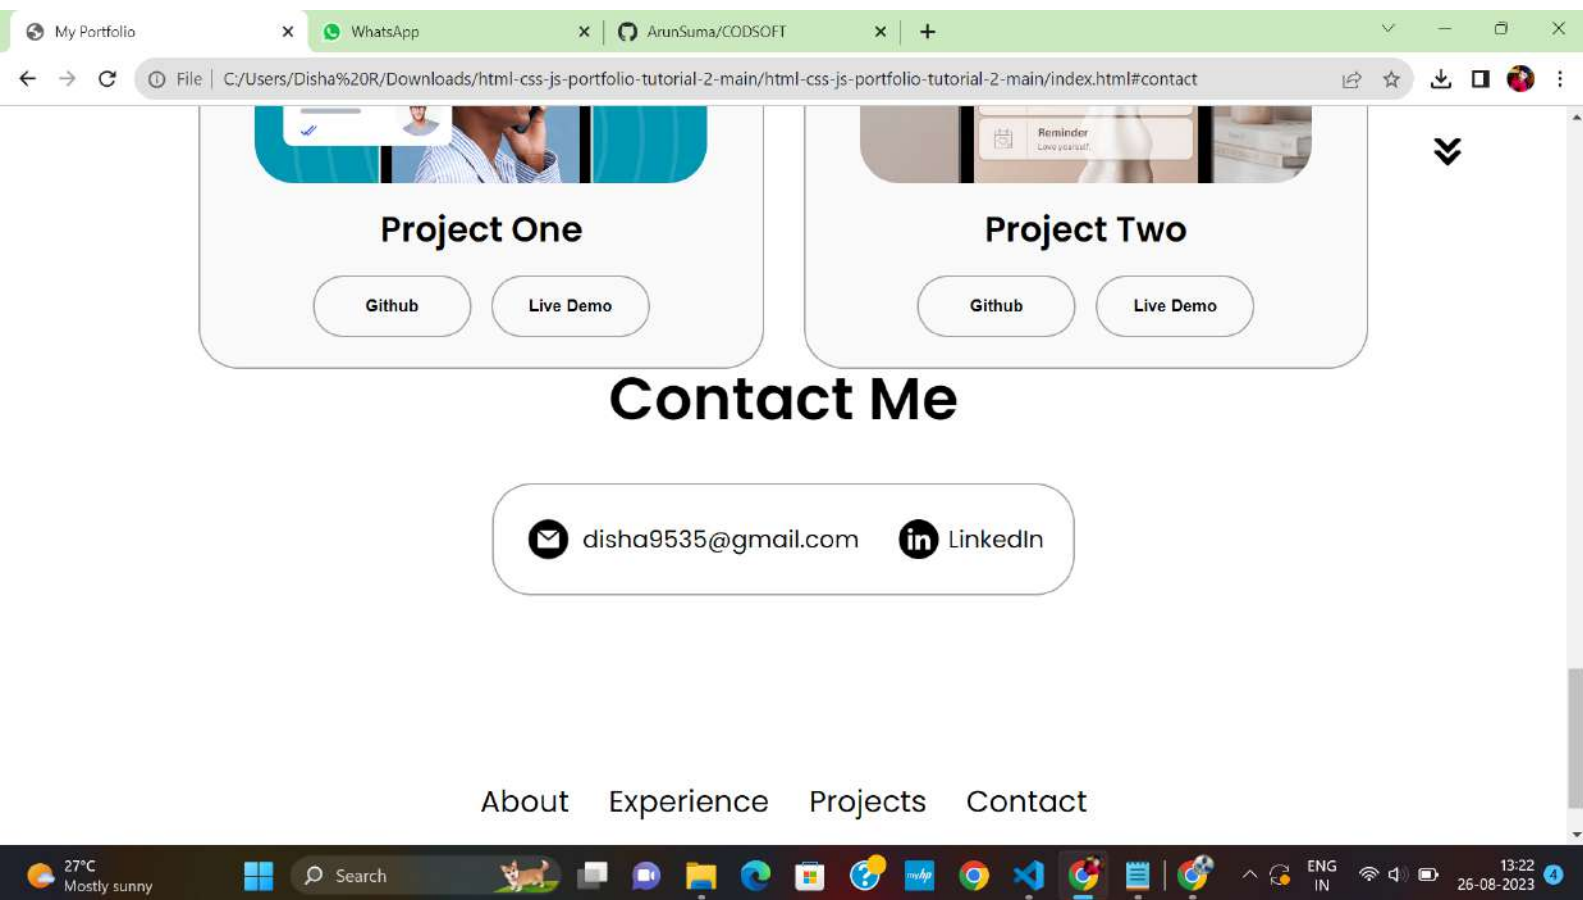 My Portfolio
WhatsApp
ArunSuma/CODSOFT
File
C:/Users/Disha%20R/Downloads/html-css-js-portfolio-tutorial-2-main/html-css-js-portfolio-tutorial-2-main/index.html#contact
Reminder
Love yourself.
Project One
Project Two
Github
Live Demo
Github
Live Demo
Contact Me
disha9535@gmail.com
LinkedIn
About
Experience
Projects
Contact
27°C
Mostly sunny
Search
myhp
ENG
IN
13:22
26-08-2023
4